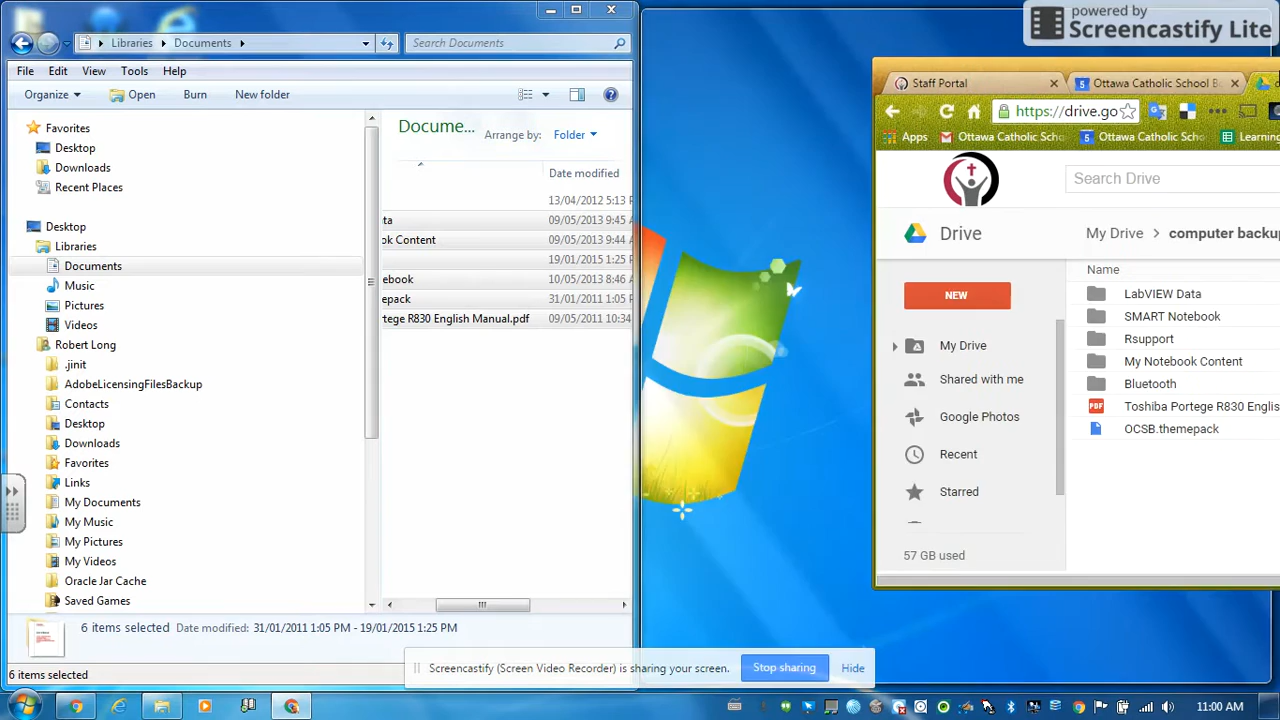 powered by
Screencastify Lite
Libraries Documents
Search Documents
File Edit View Tools Help
Organize Open Burn New folder
Favorites
Desktop
Downloads
Recent Places
Desktop
Libraries
Documents
Music
Pictures
Videos
Robert Long
.jinit
AdobeLicensingFilesBackup
Contacts
Desktop
Downloads
Favorites
Links
My Documents
My Music
My Pictures
My Videos
Oracle Jar Cache
Saved Games
Docume... Arrange by: Folder
Date modified
13/04/2012 5:13 P
ta 09/05/2013 9:45 A
ok Content 09/05/2013 9:44
19/01/2015 1:25 P
ebook 10/05/2013 8:46 A
epack 31/01/2011 1:05 P
rtege R830 English Manual.pdf 09/05/2011 10:34
6 items selected Date modified: 31/01/2011 1:05 PM - 19/01/2015 1:25 PM
6 items selected
Screencastify (Screen Video Recorder) is sharing your screen. Stop sharing Hide
Staff Portal Ottawa Catholic School B
https://drive.go
Apps Ottawa Catholic Scho Ottawa Catholic Sch Learning
Search Drive
Drive My Drive computer backup
NEW
My Drive
Shared with me
Google Photos
Recent
Starred
57 GB used
Name
LabVIEW Data
SMART Notebook
Rsupport
My Notebook Content
Bluetooth
PDF Toshiba Portege R830 Englis
OCSB.themepack
11:00 AM